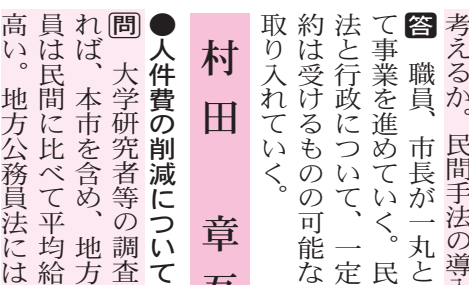 考えるか。民間手法の導入
答　職員、市長が一丸と
て事業を進めていく。民
法と行政について、一定
約は受けるものの可能な
取り入れていく。
村田　章
●人件費の削減について
問　大学研究者等の調査
れば、本市を含め、地方
員は民間に比べて平均給
高い。地方公務員法には